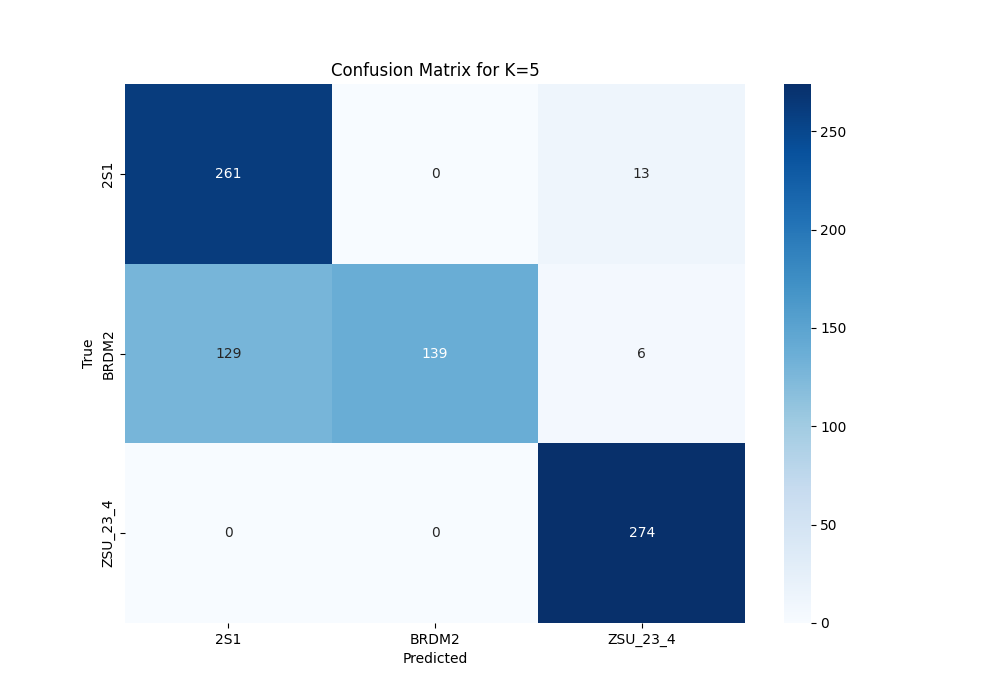 Confusion Matrix for K=5
True
2S1
261
0
13
BRDM2
129
139
6
ZSU_23_4
0
0
274
2S1
BRDM2
ZSU_23_4
Predicted
250
200
150
100
50
0